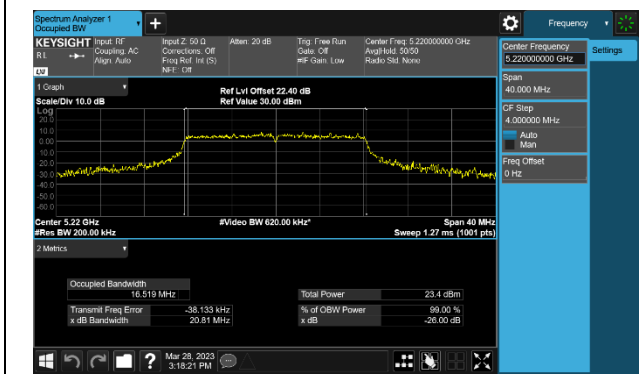 Spectrum Analyzer 1
Occupied BW
+
Frequency
KEYSIGHT
Input: RF
Coupling: AC
Align: Auto
Input Z: 50 Ω
Corrections: Off
Freq Ref: Int (S)
NFE: Off
Atten: 20 dB
Trig: Free Run
Gate: Off
#IF Gain: Low
Center Freq: 5.220000000 GHz
Avg|Hold: 50/50
Radio Std: None
RL
LXI
Center Frequency
5.220000000 GHz
Settings
Span
40.000 MHz
CF Step
4.000000 MHz
Auto
Man
Freq Offset
0 Hz
1 Graph
Scale/Div 10.0 dB
Ref Lvl Offset 22.40 dB
Ref Value 30.00 dBm
Log
20.0
10.0
0.00
-10.0
-20.0
-30.0
-40.0
-50.0
-60.0
Center 5.22 GHz
#Video BW 620.00 kHz*
Span 40 MHz
#Res BW 200.00 kHz
Sweep 1.27 ms (1001 pts)
2 Metrics
Occupied Bandwidth
16.519 MHz
Total Power 23.4 dBm
Transmit Freq Error -38.133 kHz
% of OBW Power 99.00 %
x dB Bandwidth 20.81 MHz
x dB -26.00 dB
?
Mar 28, 2023
3:18:21 PM